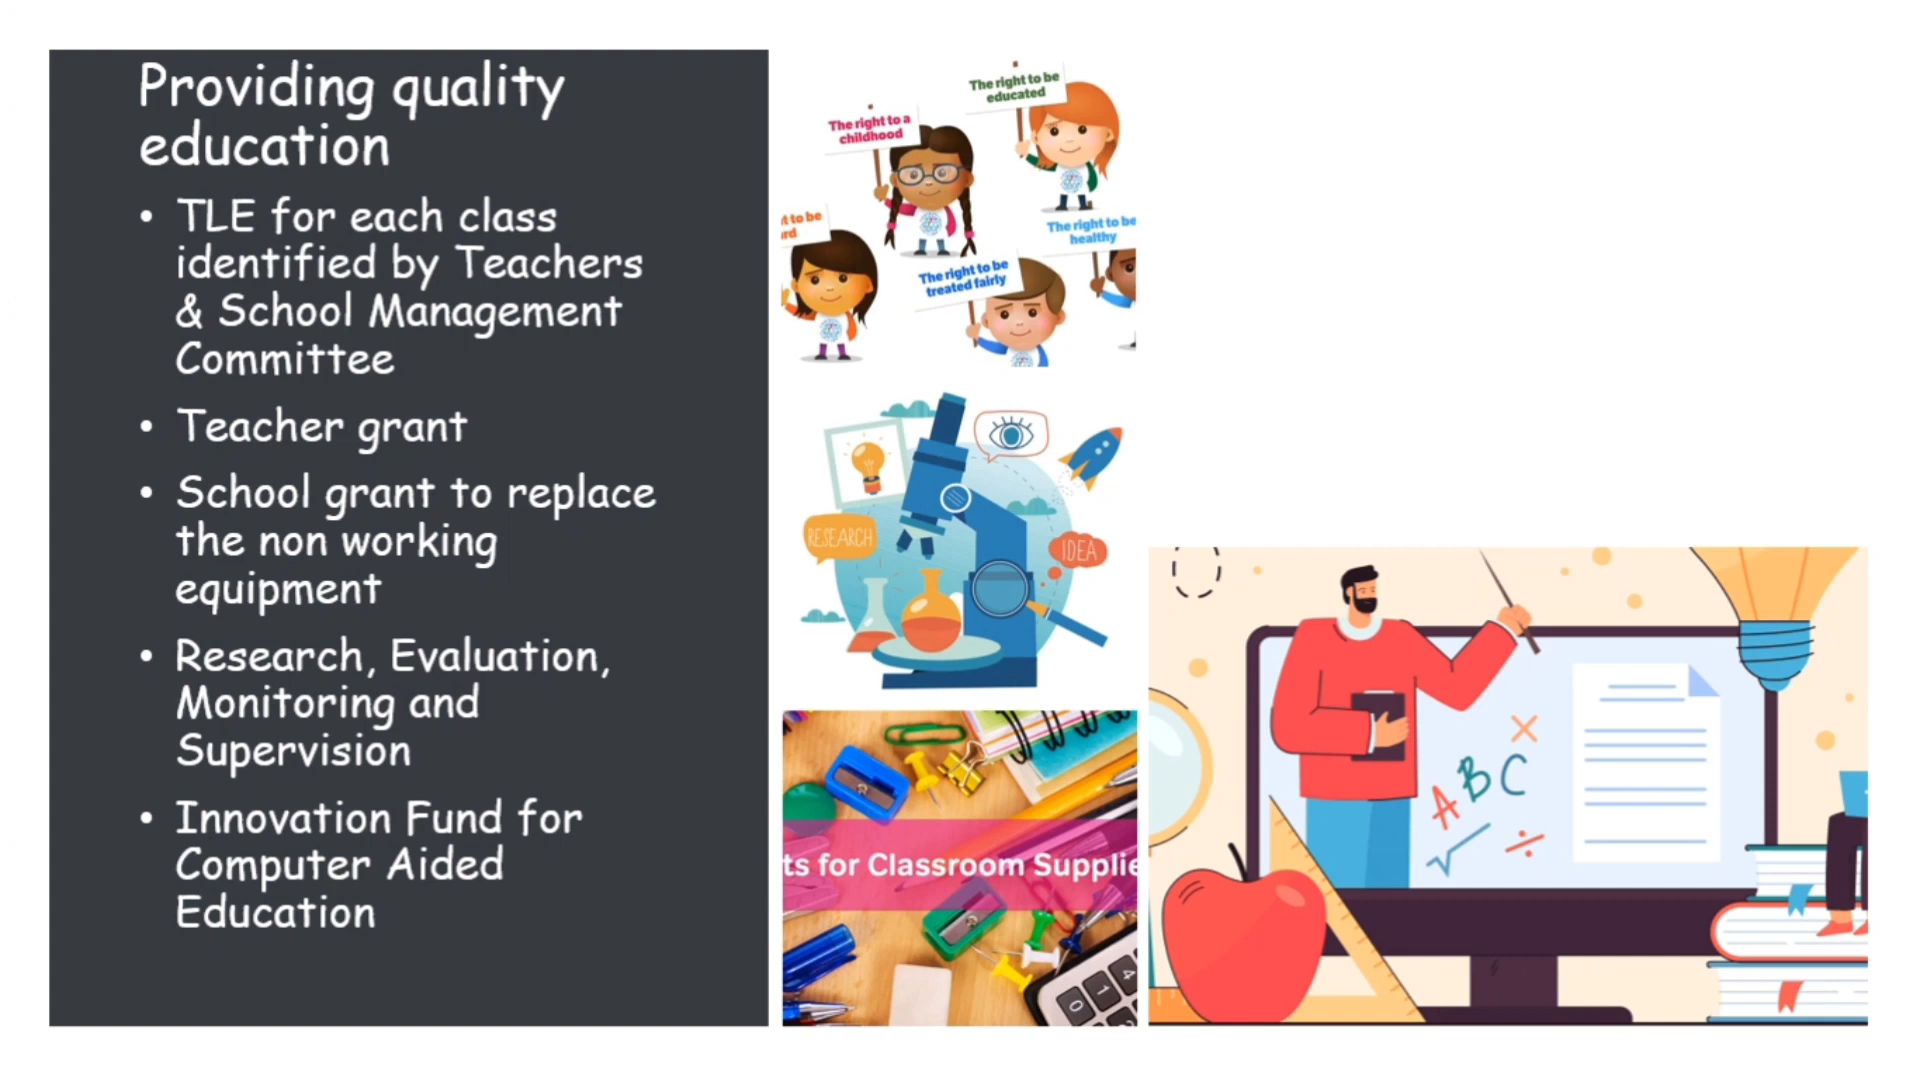 Providing quality
education
• TLE for each class
identified by Teachers
& School Management
Committee
• Teacher grant
• School grant to replace
the non working
equipment
• Research, Evaluation,
Monitoring and
Supervision
• Innovation Fund for
Computer Aided
Education
The right to be
educated
The right to a
childhood
t to be
rd
The right to be
healthy
The right to be
treated fairly
RESEARCH
IDEA
ts for Classroom Supplie
4
1
0
A B C